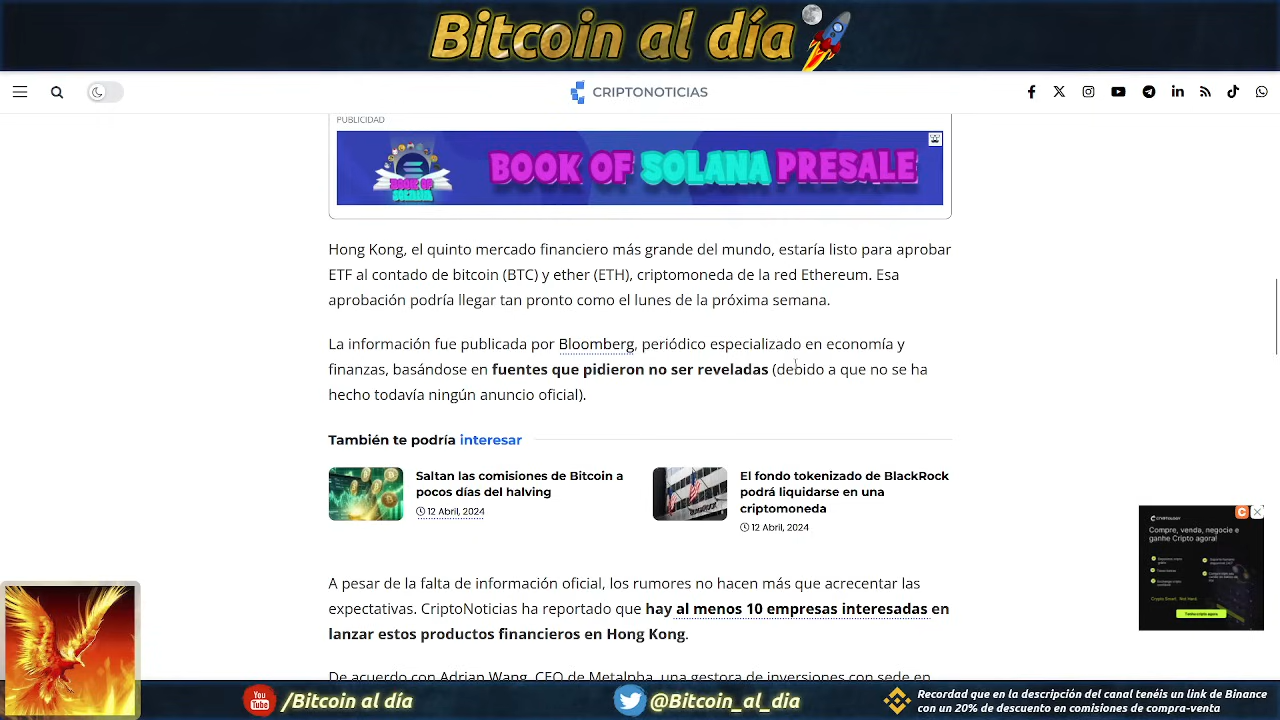 Bitcoin al día
CRIPTONOTICIAS
PUBLICIDAD
BOOK OF SOLANA PRESALE
BOOK OF
SOLANA
Hong Kong, el quinto mercado financiero más grande del mundo, estaría listo para aprobar
ETF al contado de bitcoin (BTC) y ether (ETH), criptomoneda de la red Ethereum. Esa
aprobación podría llegar tan pronto como el lunes de la próxima semana.
La información fue publicada por Bloomberg, periódico especializado en economía y
finanzas, basándose en fuentes que pidieron no ser reveladas (debido a que no se ha
hecho todavía ningún anuncio oficial).
También te podría interesar
Saltan las comisiones de Bitcoin a
pocos días del halving
12 Abril, 2024
El fondo tokenizado de BlackRock
podrá liquidarse en una
criptomoneda
12 Abril, 2024
Compre, venda, negocie e
ganhe Cripto agora!
A pesar de la falta de información oficial, los rumores no hacen más que acrecentar las
expectativas. CriptoNoticias ha reportado que hay al menos 10 empresas interesadas en
lanzar estos productos financieros en Hong Kong.
De acuerdo con Adrian Wang, CEO de Metalpha, una gestora de inversiones con sede en
You Tube
/Bitcoin al día
@Bitcoin_al_dia
Recordad que en la descripción del canal tenéis un link de Binance
con un 20% de descuento en comisiones de compra-venta